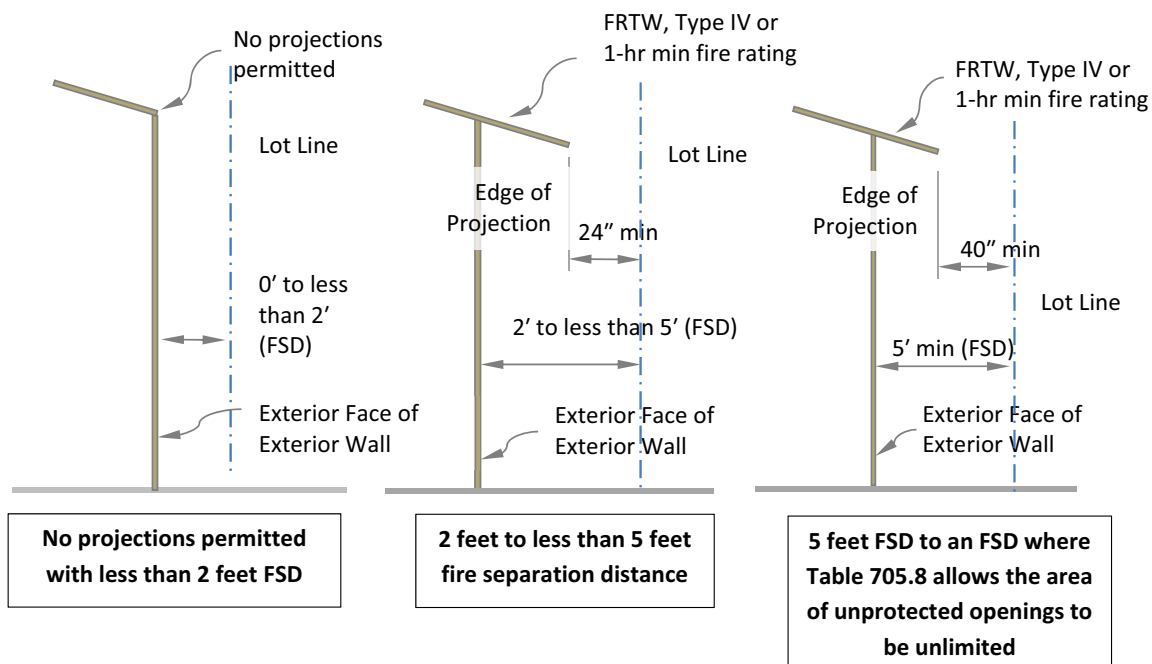 No projections
permitted
Lot Line
0′ to less
than 2′
(FSD)
Exterior Face of
Exterior Wall
No projections permitted
with less than 2 feet FSD
FRTW, Type IV or
1-hr min fire rating
Lot Line
Edge of
Projection
24″ min
2′ to less than 5′ (FSD)
Exterior Face of
Exterior Wall
2 feet to less than 5 feet
fire separation distance
FRTW, Type IV or
1-hr min fire rating
Edge of
Projection
40″ min
Lot Line
5′ min (FSD)
Exterior Face of
Exterior Wall
5 feet FSD to an FSD where
Table 705.8 allows the area
of unprotected openings to
be unlimited